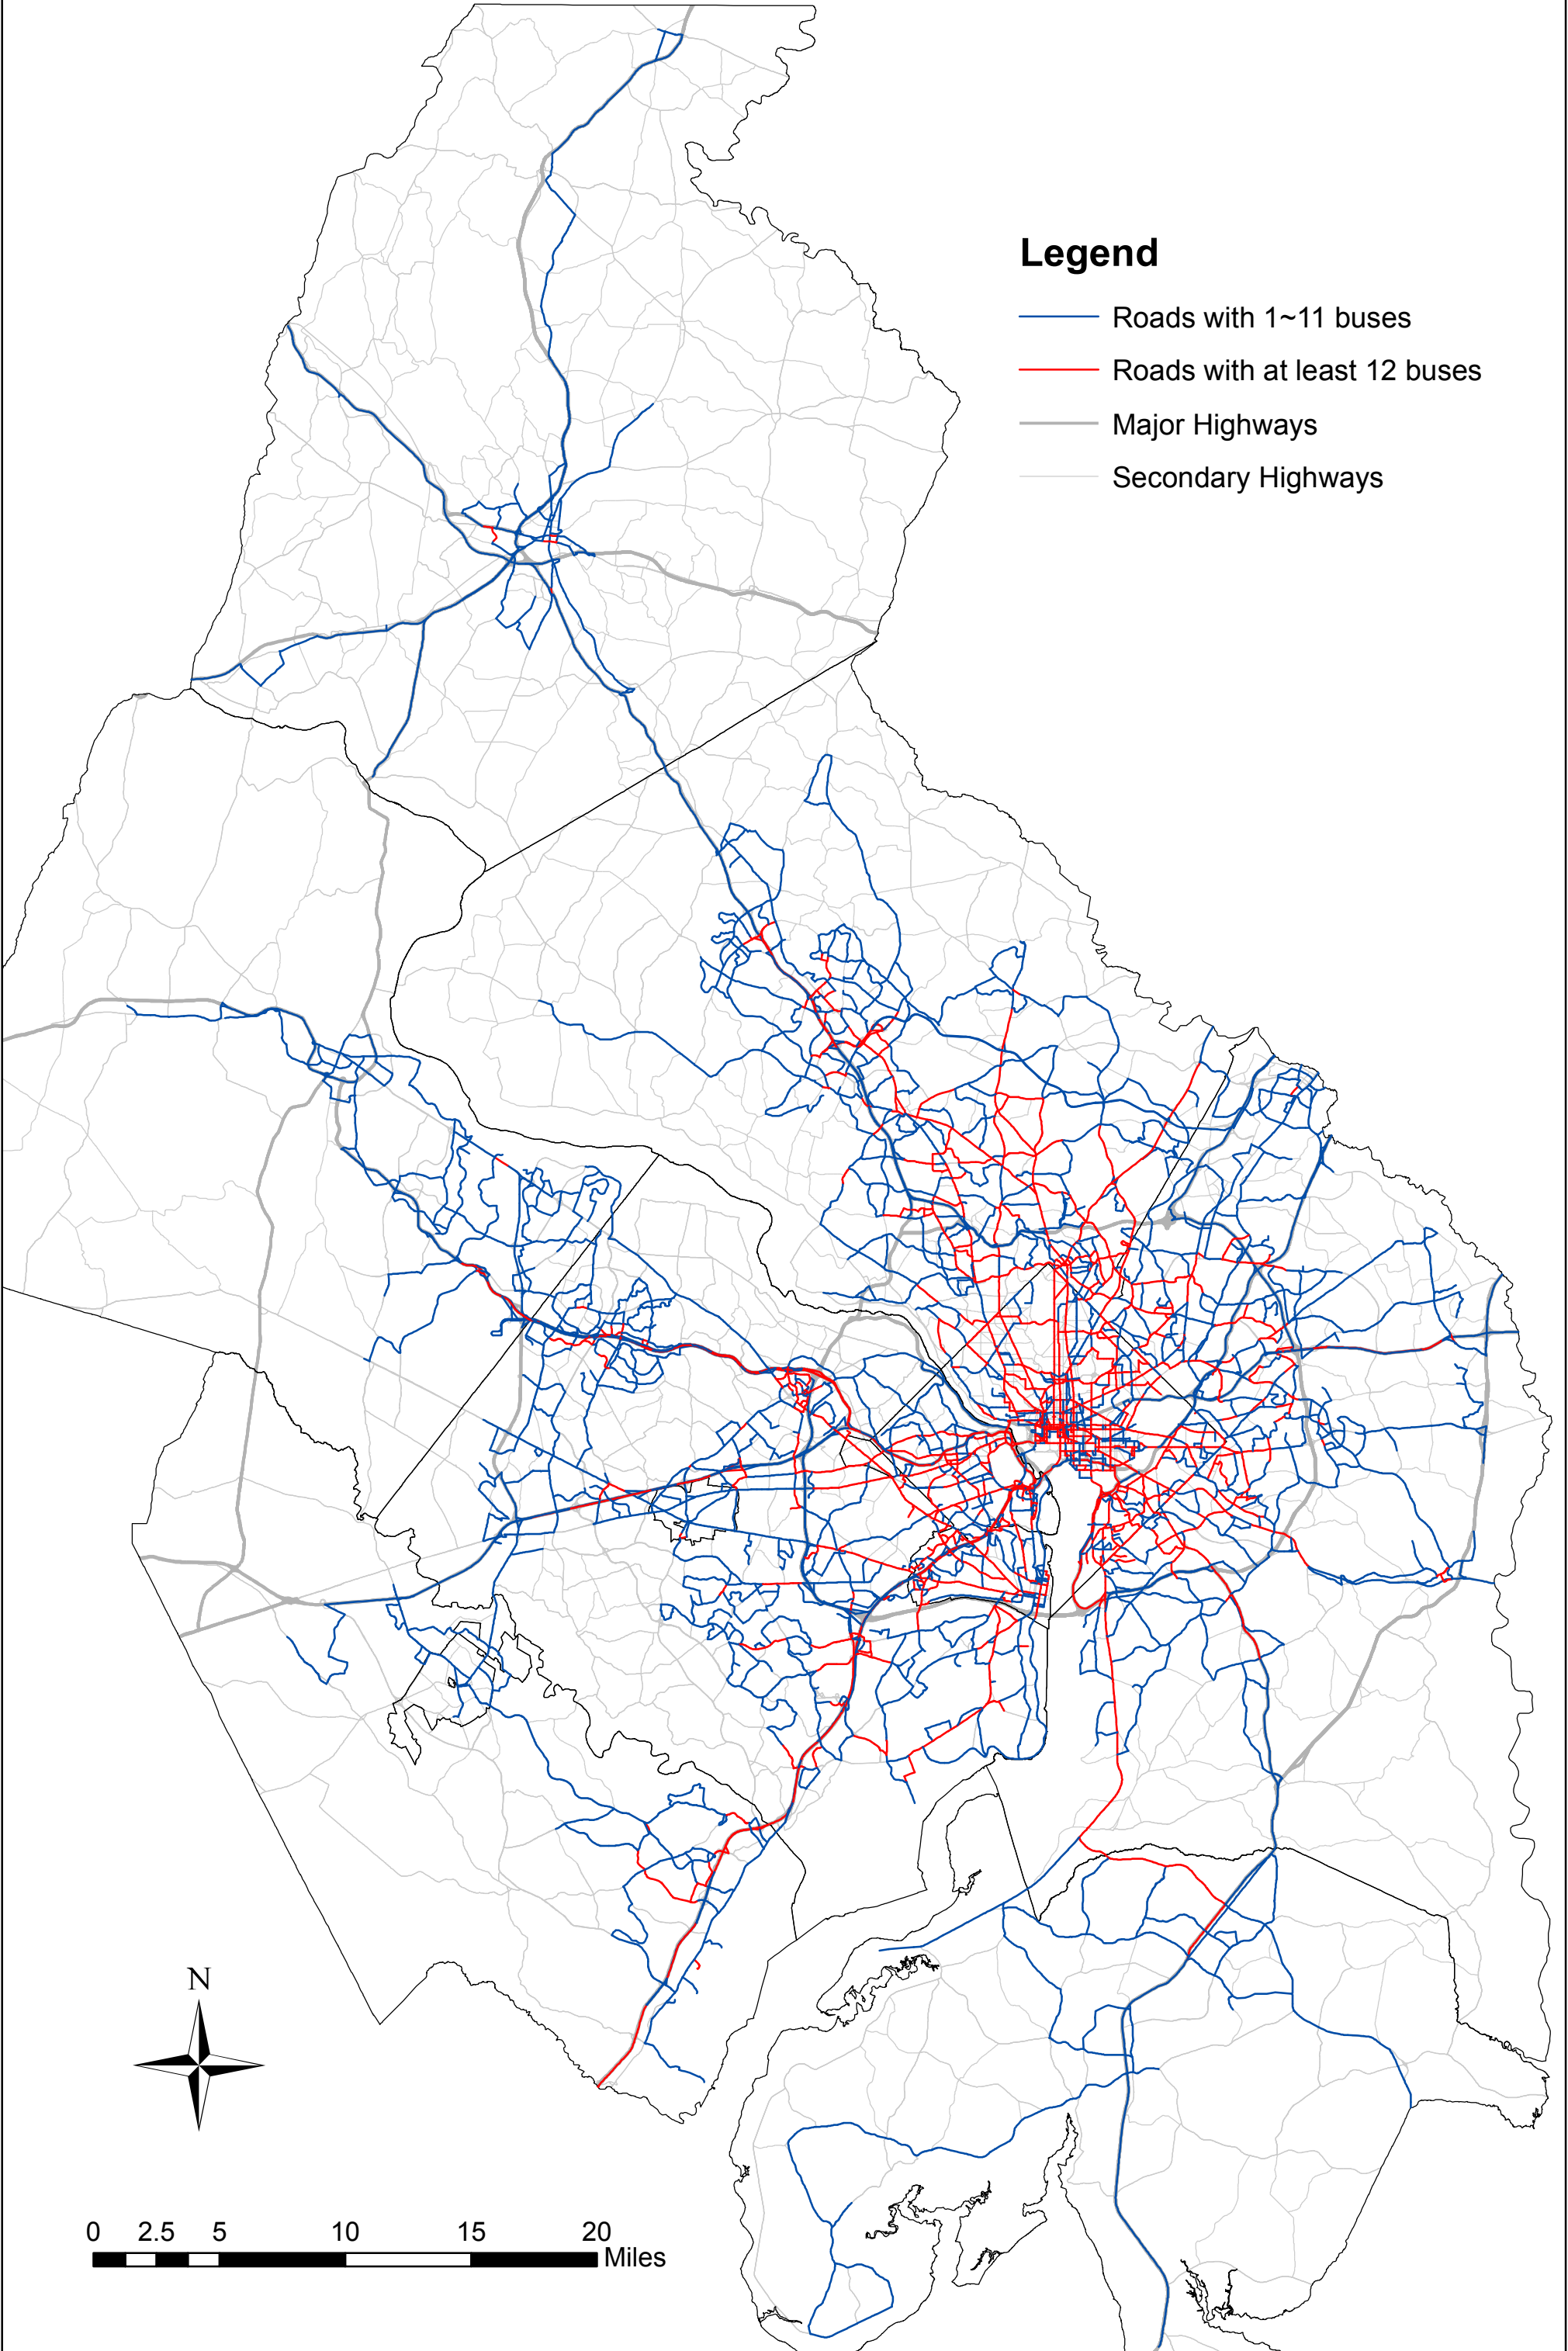 Legend
Roads with 1~11 buses
Roads with at least 12 buses
Major Highways
Secondary Highways
N
0 2.5 5 10 15 20
Miles